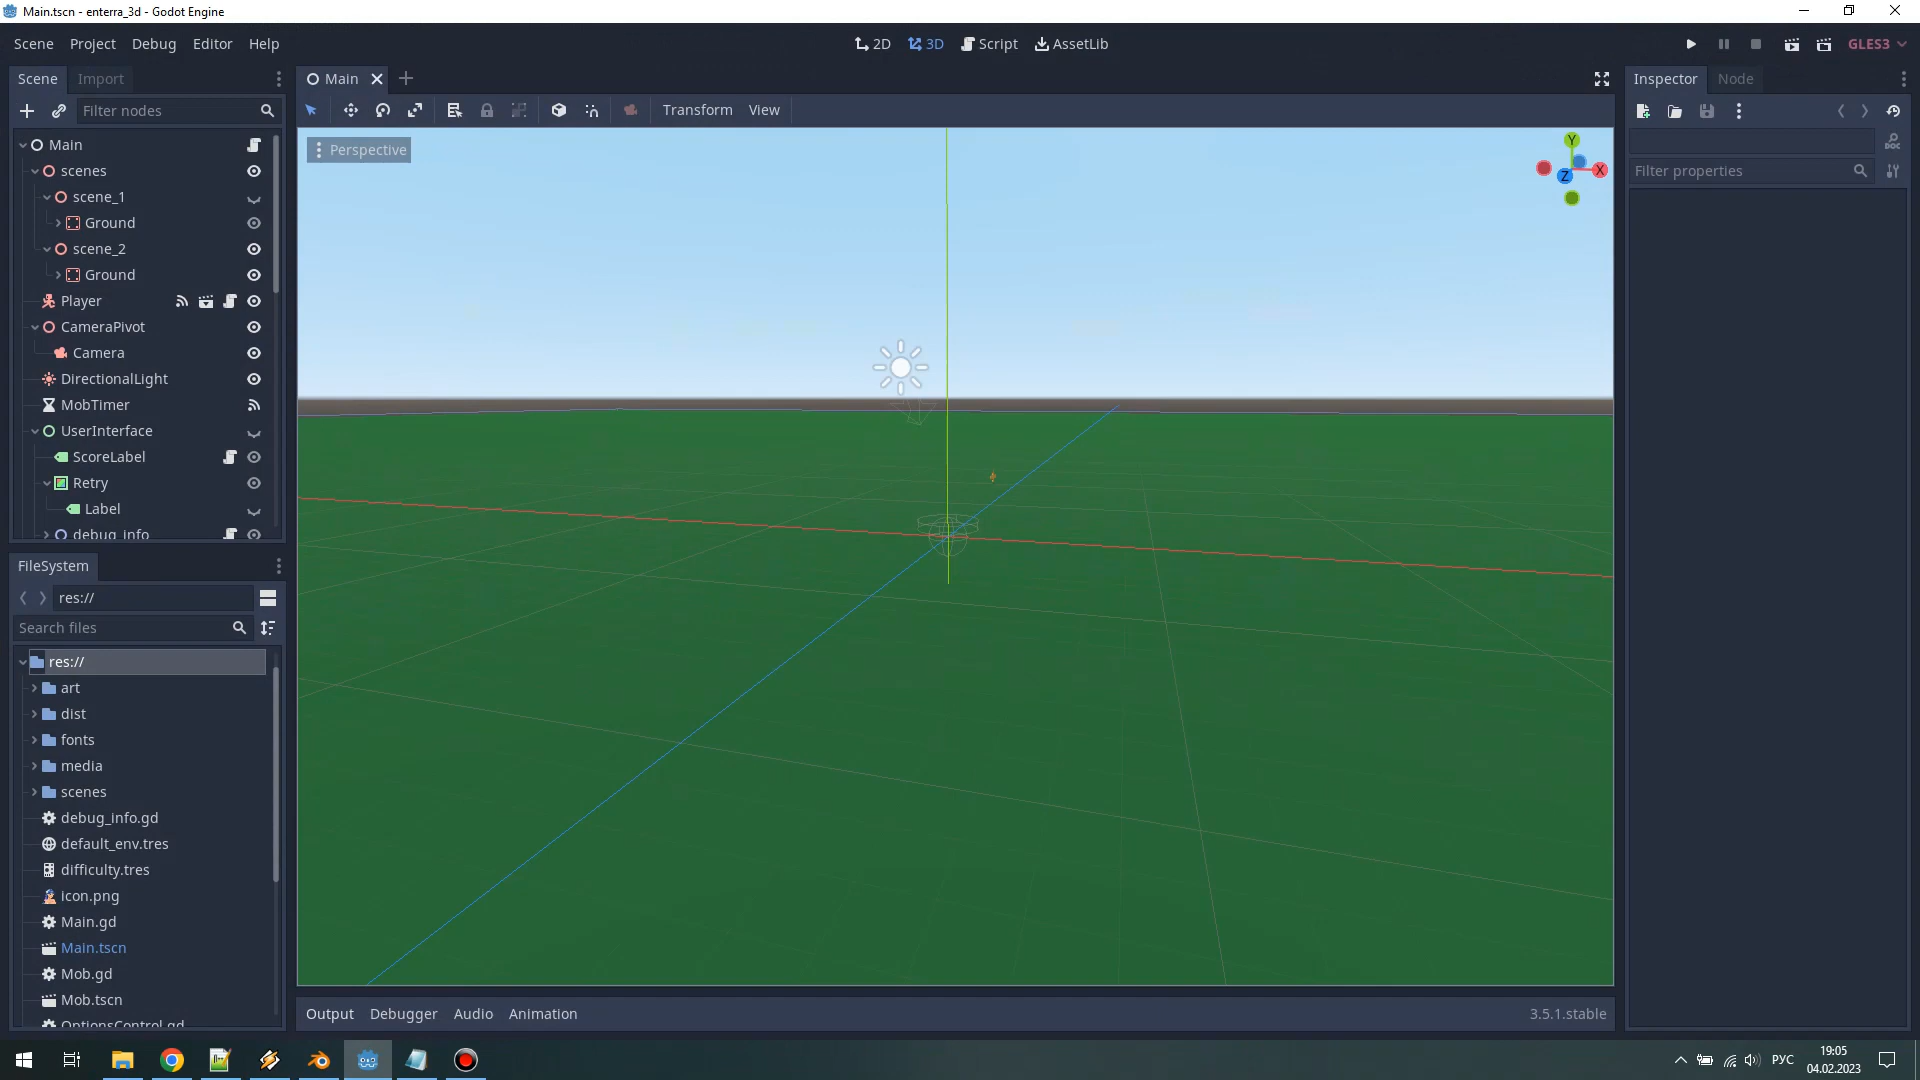 Main.tscn - enterra_3d - Godot Engine
Scene Project Debug Editor Help
2D 3D Script AssetLib
GLES3
Scene Import
Filter nodes
Main
scenes
scene_1
Ground
scene_2
Ground
Player
CameraPivot
Camera
DirectionalLight
MobTimer
UserInterface
ScoreLabel
Retry
Label
debug_info
FileSystem
res://
Search files
res://
art
dist
fonts
media
scenes
debug_info.gd
default_env.tres
difficulty.tres
icon.png
Main.gd
Main.tscn
Mob.gd
Mob.tscn
OptionsControl.gd
Main
Transform View
Perspective
Y
X
Z
Output Debugger Audio Animation
3.5.1.stable
Inspector Node
DOC
Filter properties
РУС
19:05
04.02.2023